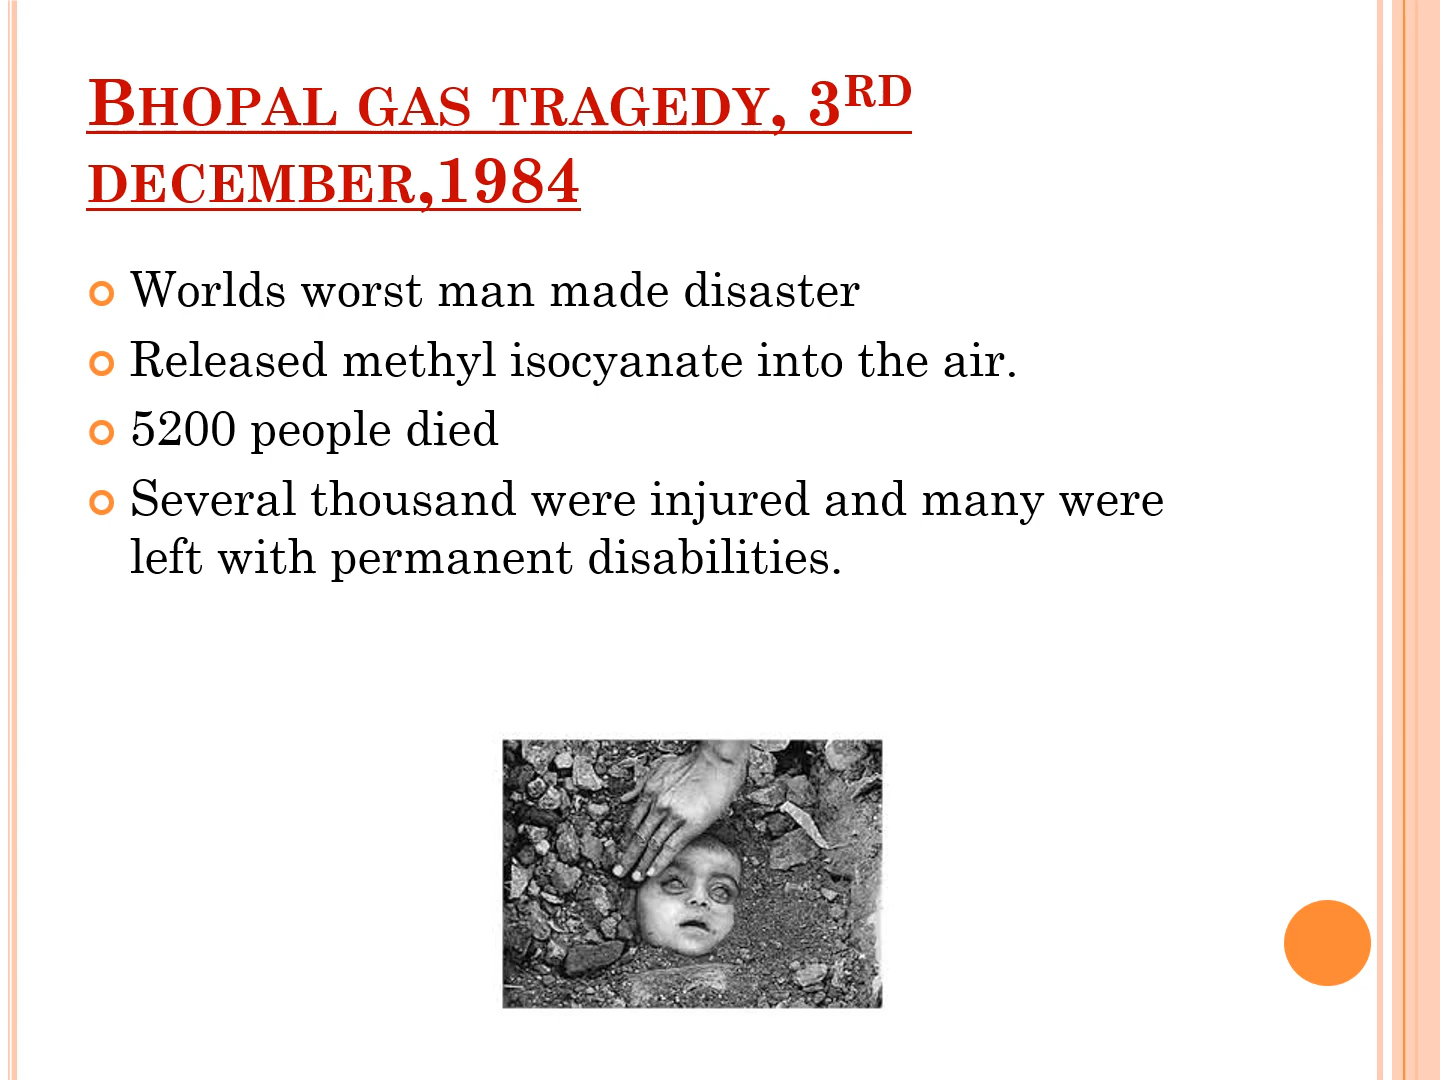 BHOPAL GAS TRAGEDY, 3RD
DECEMBER,1984
Worlds worst man made disaster
Released methyl isocyanate into the air.
5200 people died
Several thousand were injured and many were
left with permanent disabilities.